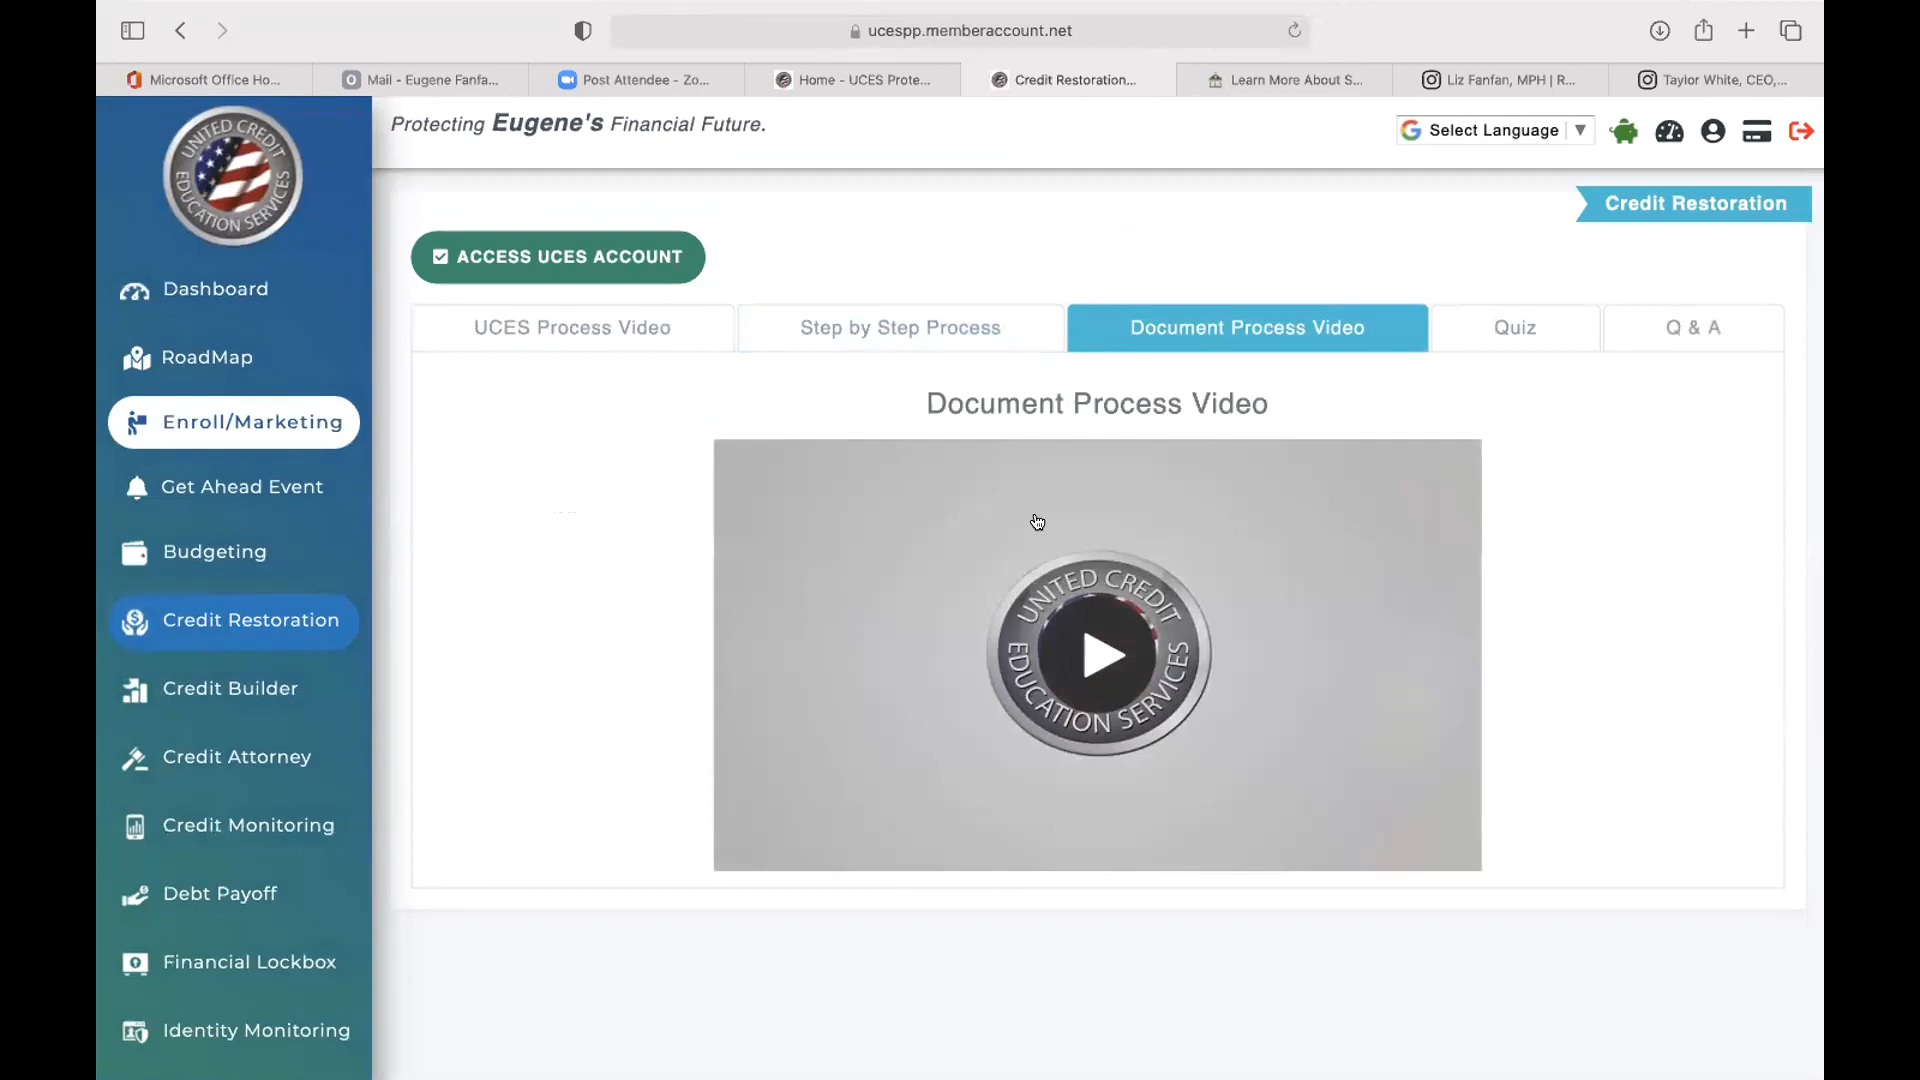 ucespp.memberaccount.net
Microsoft Office Ho...
Mail - Eugene Fanfa...
Post Attendee - Zo...
Home - UCES Prote...
Credit Restoration...
Learn More About S...
Liz Fanfan, MPH | R...
Taylor White, CEO,...
UNITED CREDIT EDUCATION SERVICES
Protecting Eugene's Financial Future.
Select Language
Credit Restoration
ACCESS UCES ACCOUNT
UCES Process Video
Step by Step Process
Document Process Video
Quiz
Q & A
Document Process Video
UNITED CREDIT EDUCATION SERVICES
Dashboard
RoadMap
Enroll/Marketing
Get Ahead Event
Budgeting
Credit Restoration
Credit Builder
Credit Attorney
Credit Monitoring
Debt Payoff
Financial Lockbox
Identity Monitoring